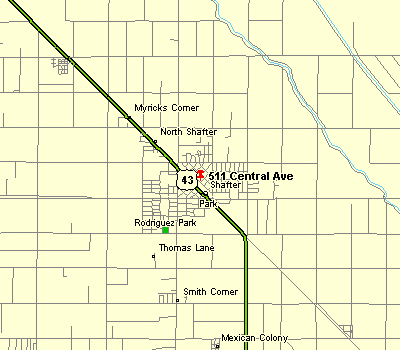 Myricks Corner
North Shafter
43
511 Central Ave
Shafter
Park
Rodriguez Park
Thomas Lane
Smith Corner
Mexican Colony